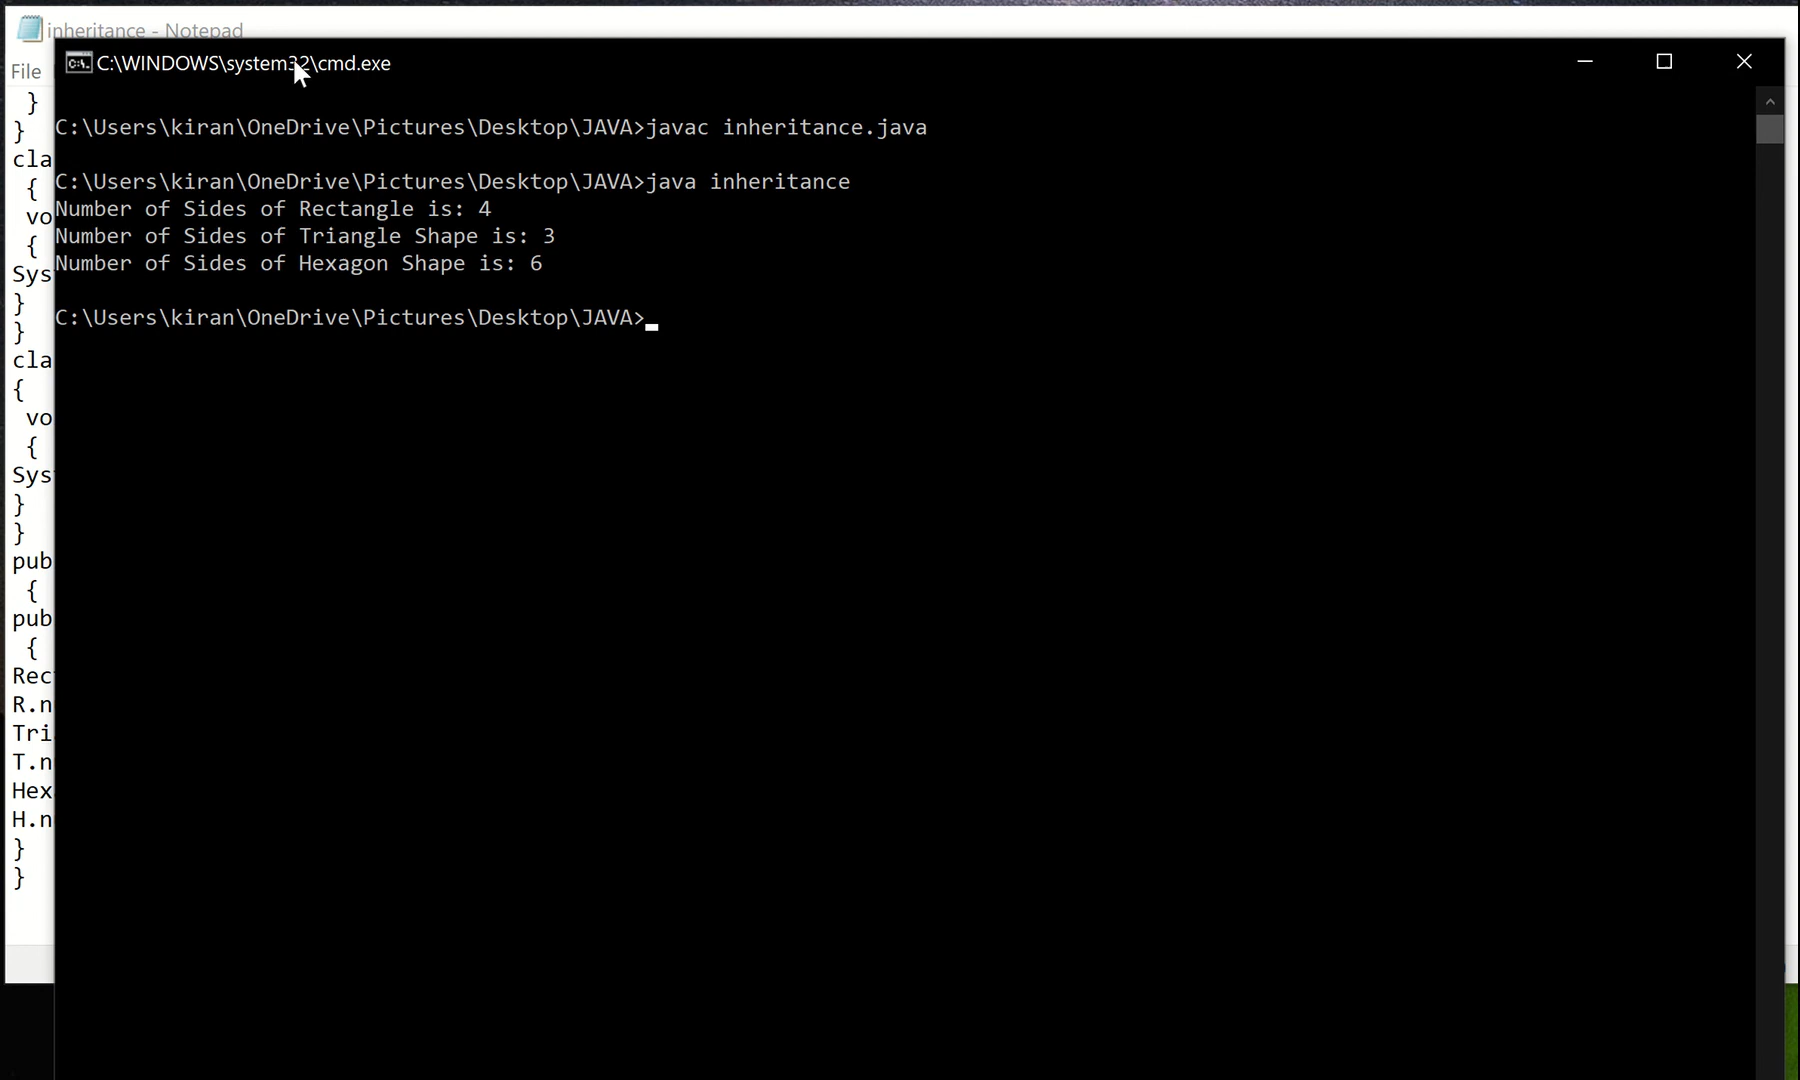 inheritance - Notepad
File
C:\WINDOWS\system32\cmd.exe
}
}
cla
{
vo
{
Sys
}
}
cla
{
vo
{
Sys
}
}
pub
{
pub
{
Rec
R.n
Tri
T.n
Hex
H.n
}
}
C:\Users\kiran\OneDrive\Pictures\Desktop\JAVA>javac inheritance.java
C:\Users\kiran\OneDrive\Pictures\Desktop\JAVA>java inheritance
Number of Sides of Rectangle is: 4
Number of Sides of Triangle Shape is: 3
Number of Sides of Hexagon Shape is: 6
C:\Users\kiran\OneDrive\Pictures\Desktop\JAVA>